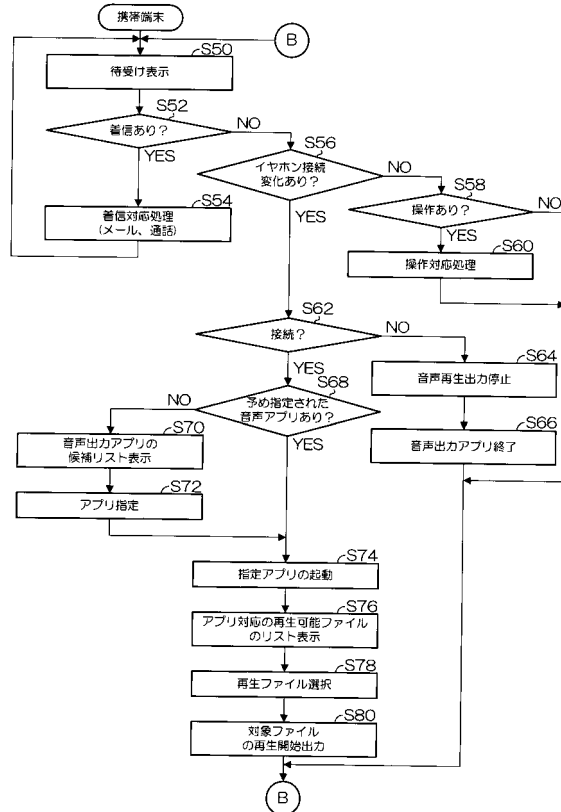 携帯端末
B
S50
待受け表示
S52
着信あり?
NO
YES
S54
着信対応処理
(メール、通話)
S56
イヤホン接続
変化あり?
NO
YES
S58
操作あり?
NO
YES
S60
操作対応処理
S62
接続?
NO
YES
S64
音声再生出力停止
S66
音声出力アプリ終了
S68
予め指定された
音声アプリあり?
NO
YES
S70
音声出力アプリの
候補リスト表示
S72
アプリ指定
S74
指定アプリの起動
S76
アプリ対応の再生可能ファイル
のリスト表示
S78
再生ファイル選択
S80
対象ファイル
の再生開始出力
B